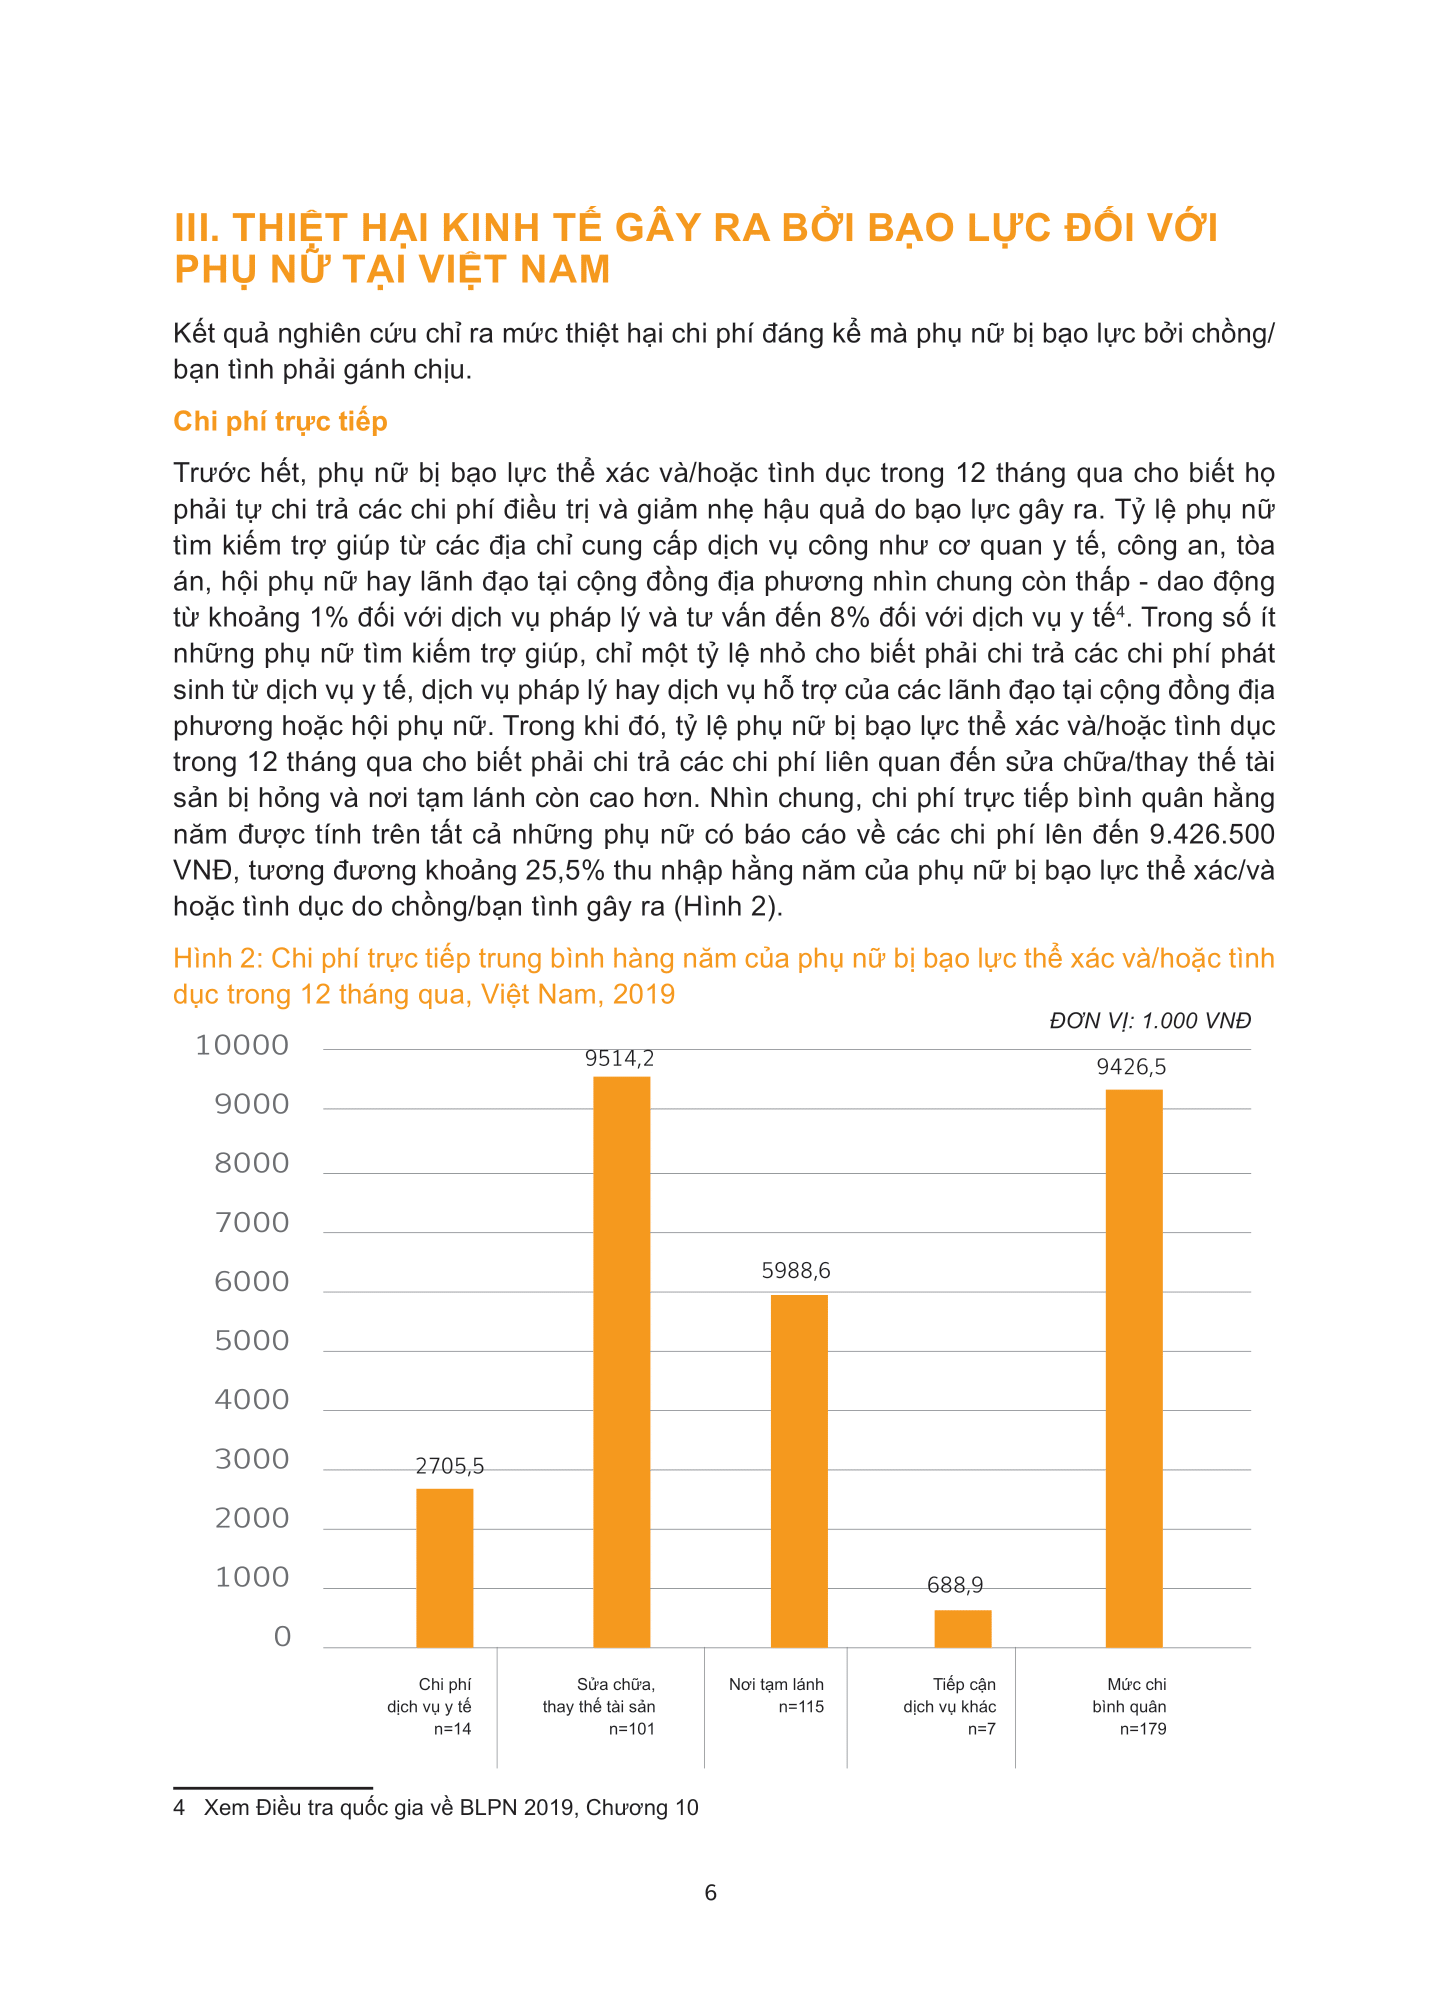 III. THIỆT HẠI KINH TẾ GÂY RA BỞI BẠO LỰC ĐỐI VỚI
PHỤ NỮ TẠI VIỆT NAM
Kết quả nghiên cứu chỉ ra mức thiệt hại chi phí đáng kể mà phụ nữ bị bạo lực bởi chồng/
bạn tình phải gánh chịu.
Chi phí trực tiếp
Trước hết, phụ nữ bị bạo lực thể xác và/hoặc tình dục trong 12 tháng qua cho biết họ
phải tự chi trả các chi phí điều trị và giảm nhẹ hậu quả do bạo lực gây ra. Tỷ lệ phụ nữ
tìm kiếm trợ giúp từ các địa chỉ cung cấp dịch vụ công như cơ quan y tế, công an, tòa
án, hội phụ nữ hay lãnh đạo tại cộng đồng địa phương nhìn chung còn thấp - dao động
từ khoảng 1% đối với dịch vụ pháp lý và tư vấn đến 8% đối với dịch vụ y tế⁴. Trong số ít
những phụ nữ tìm kiếm trợ giúp, chỉ một tỷ lệ nhỏ cho biết phải chi trả các chi phí phát
sinh từ dịch vụ y tế, dịch vụ pháp lý hay dịch vụ hỗ trợ của các lãnh đạo tại cộng đồng địa
phương hoặc hội phụ nữ. Trong khi đó, tỷ lệ phụ nữ bị bạo lực thể xác và/hoặc tình dục
trong 12 tháng qua cho biết phải chi trả các chi phí liên quan đến sửa chữa/thay thế tài
sản bị hỏng và nơi tạm lánh còn cao hơn. Nhìn chung, chi phí trực tiếp bình quân hằng
năm được tính trên tất cả những phụ nữ có báo cáo về các chi phí lên đến 9.426.500
VNĐ, tương đương khoảng 25,5% thu nhập hằng năm của phụ nữ bị bạo lực thể xác/và
hoặc tình dục do chồng/bạn tình gây ra (Hình 2).
Hình 2: Chi phí trực tiếp trung bình hàng năm của phụ nữ bị bạo lực thể xác và/hoặc tình
dục trong 12 tháng qua, Việt Nam, 2019
ĐƠN VỊ: 1.000 VNĐ
10000
9000
8000
7000
6000
5000
4000
3000
2000
1000
0
2705,5
9514,2
5988,6
688,9
9426,5
Chi phí
dịch vụ y tế
n=14
Sửa chữa,
thay thế tài sản
n=101
Nơi tạm lánh
n=115
Tiếp cận
dịch vụ khác
n=7
Mức chi
bình quân
n=179
4 Xem Điều tra quốc gia về BLPN 2019, Chương 10
6